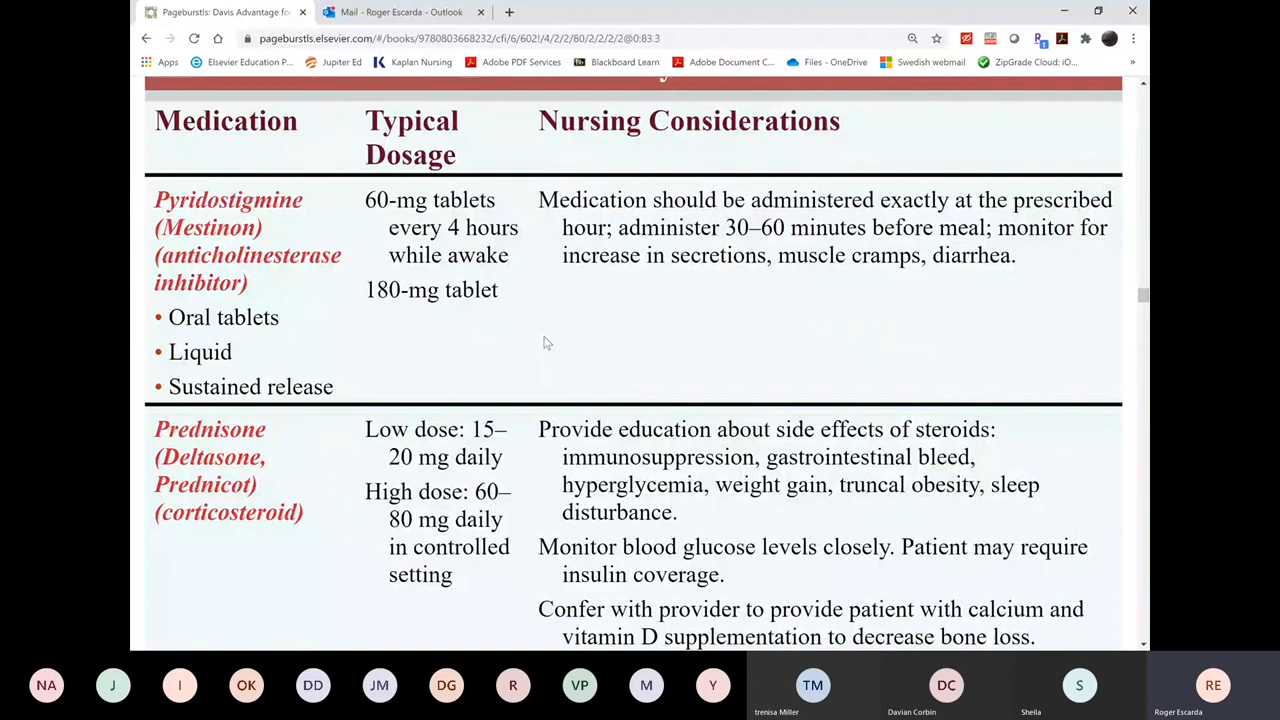 Pageburstls: Davis Advantage fo
Mail - Roger Escarda - Outlook
pageburstls.elsevier.com/#/books/9780803668232/cfi/6/602!/4/2/2/80/2/2/2/2@0:83.3
Apps
Elsevier Education P...
Jupiter Ed
Kaplan Nursing
Adobe PDF Services
Blackboard Learn
Adobe Document C...
Files - OneDrive
Swedish webmail
ZipGrade Cloud: iO...
Medication
Typical
Dosage
Nursing Considerations
Pyridostigmine
(Mestinon)
(anticholinesterase
inhibitor)
• Oral tablets
• Liquid
• Sustained release
60-mg tablets
every 4 hours
while awake
180-mg tablet
Medication should be administered exactly at the prescribed
hour; administer 30–60 minutes before meal; monitor for
increase in secretions, muscle cramps, diarrhea.
Prednisone
(Deltasone,
Prednicot)
(corticosteroid)
Low dose: 15–
20 mg daily
High dose: 60–
80 mg daily
in controlled
setting
Provide education about side effects of steroids:
immunosuppression, gastrointestinal bleed,
hyperglycemia, weight gain, truncal obesity, sleep
disturbance.
Monitor blood glucose levels closely. Patient may require
insulin coverage.
Confer with provider to provide patient with calcium and
vitamin D supplementation to decrease bone loss.
NA
J
I
OK
DD
JM
DG
R
VP
M
Y
TM
DC
S
RE
trenisa Miller
Davian Corbin
Sheila
Roger Escarda